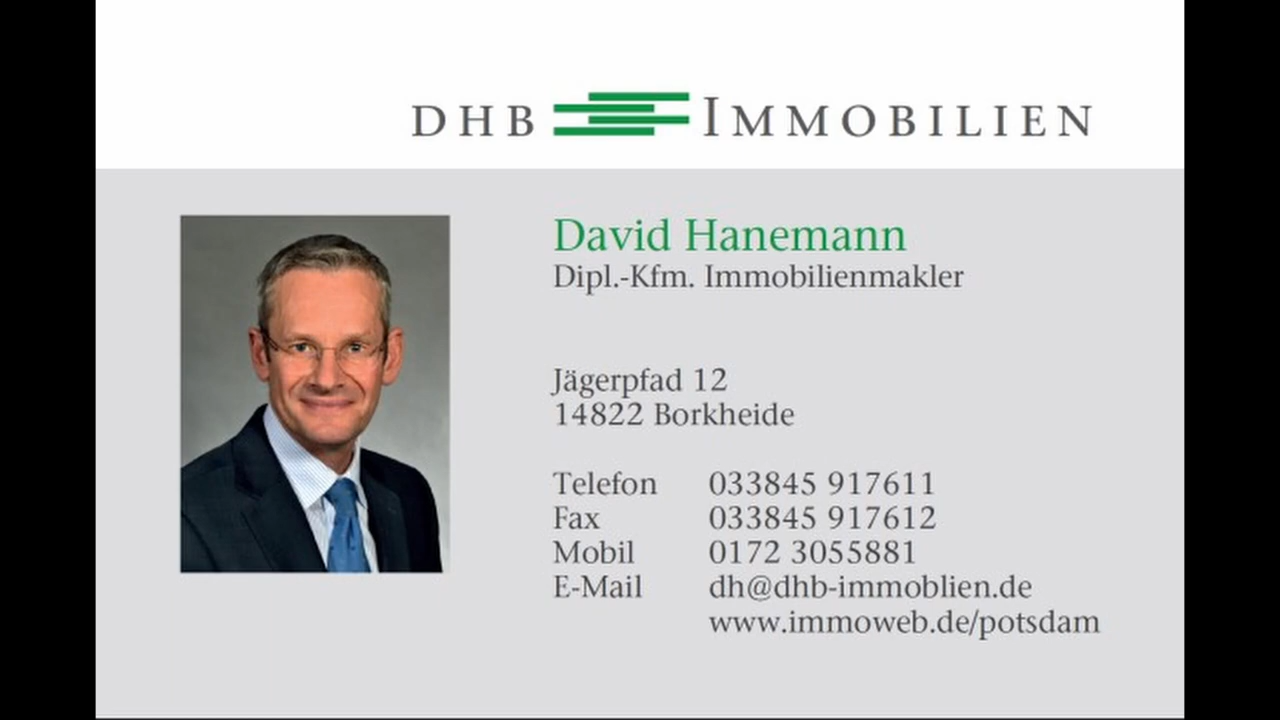 DHB IMMOBILIEN
David Hanemann
Dipl.-Kfm. Immobilienmakler
Jägerpfad 12
14822 Borkheide
Telefon 033845 917611
Fax 033845 917612
Mobil 0172 3055881
E-Mail dh@dhb-immoblien.de
www.immoweb.de/potsdam